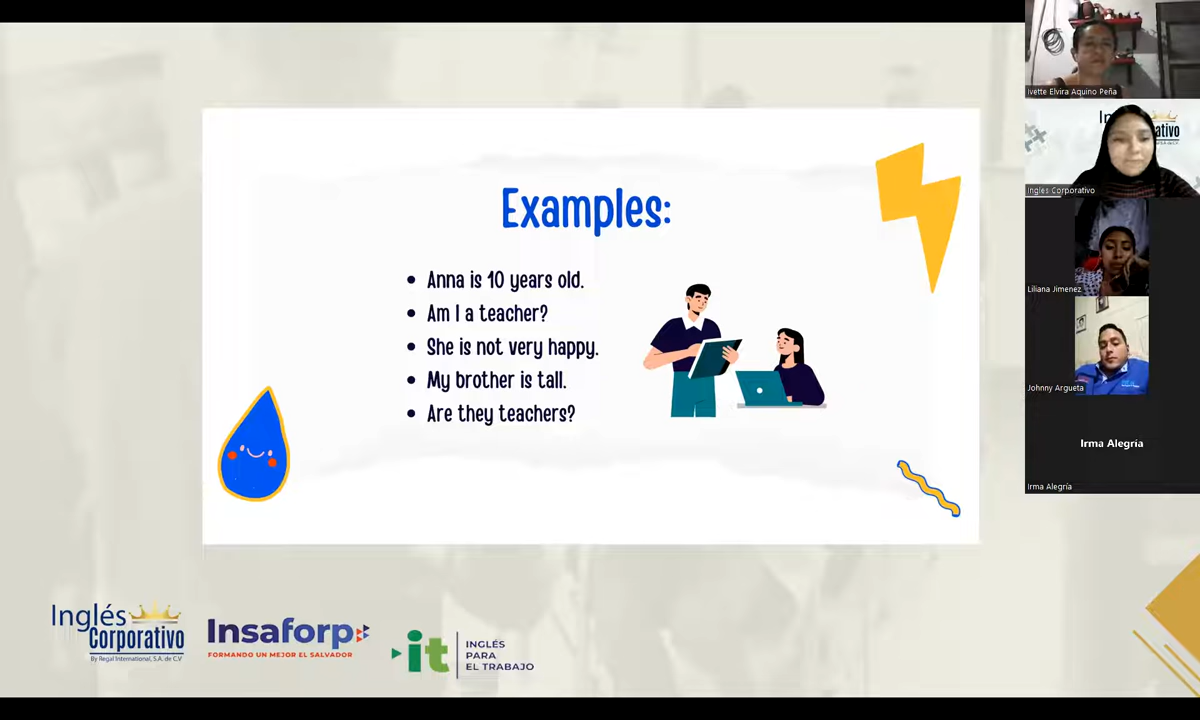 Examples:
Anna is 10 years old.
Am I a teacher?
She is not very happy.
My brother is tall.
Are they teachers?
Ivette Elvira Aquino Peña
Ingles Corporativo
Liliana Jimenez
Johnny Argueta
Irma Alegría
Irma Alegría
Inglés
Corporativo
By Regal International, S.A. de C.V
Insaforp
FORMANDO UN MEJOR EL SALVADOR
it
INGLÉS
PARA
EL TRABAJO